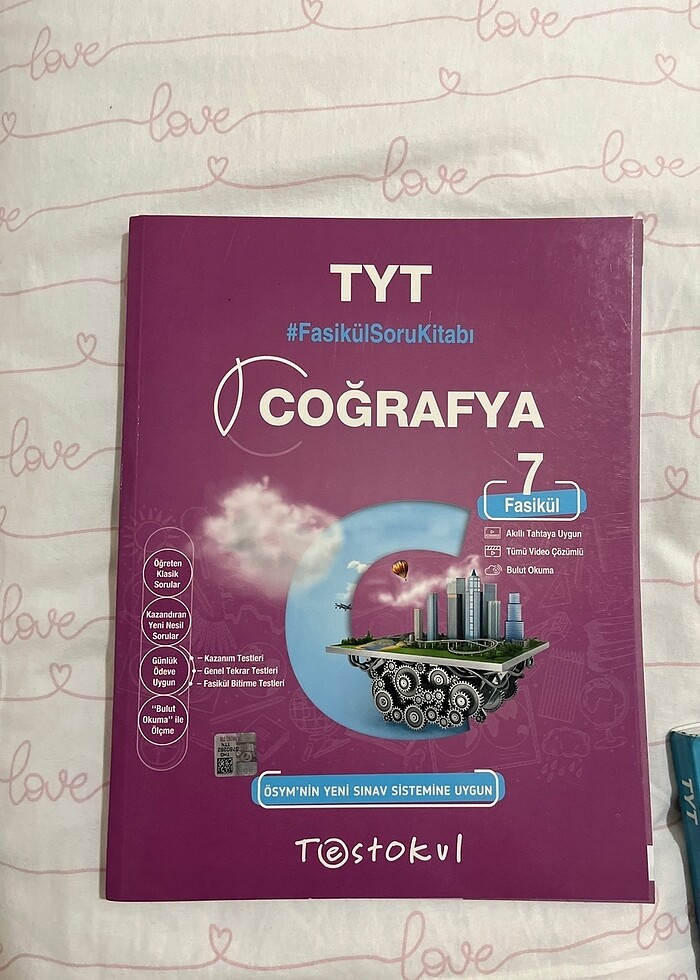 love
love
love
love
love
love
TYT
#FasikülSoruKitabı
COĞRAFYA
7
Fasikül
Akıllı Tahtaya Uygun
Tümü Video Çözümlü
Bulut Okuma
Öğreten
Klasik
Sorular
Kazandıran
Yeni Nesil
Sorular
Günlük
Ödeve
Uygun
– Kazanım Testleri
– Genel Tekrar Testleri
– Fasikül Bitirme Testleri
"Bulut
Okuma" ile
Ölçme
ÖSYM'NİN YENİ SINAV SİSTEMİNE UYGUN
Testokul
TYT
love
love
love
love
love